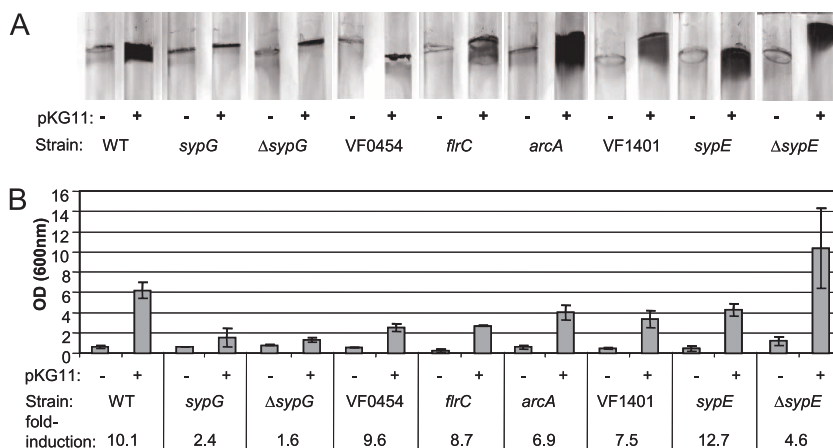 A
pKG11: - + - + - + - + - + - + - + - + - +
Strain: WT sypG ΔsypG VF0454 flrC arcA VF1401 sypE ΔsypE
B
OD (600nm)
16
14
12
10
8
6
4
2
0
pKG11: - + - + - + - + - + - + - + - + - +
Strain: WT sypG ΔsypG VF0454 flrC arcA VF1401 sypE ΔsypE
fold-
induction: 10.1 2.4 1.6 9.6 8.7 6.9 7.5 12.7 4.6